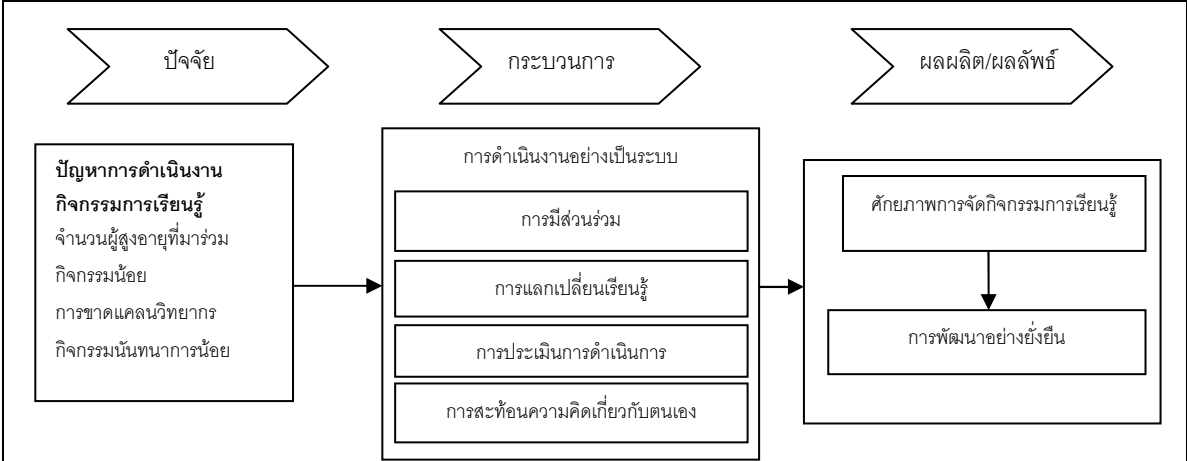 ปัจจัย
กระบวนการ
ผลผลิต/ผลลัพธ์
ปัญหาการดำเนินงาน
กิจกรรมการเรียนรู้
จำนวนผู้สูงอายุที่มาร่วม
กิจกรรมน้อย
การขาดแคลนวิทยากร
กิจกรรมนันทนาการน้อย
การดำเนินงานอย่างเป็นระบบ
การมีส่วนร่วม
การแลกเปลี่ยนเรียนรู้
การประเมินการดำเนินการ
การสะท้อนความคิดเกี่ยวกับตนเอง
ศักยภาพการจัดกิจกรรมการเรียนรู้
การพัฒนาอย่างยั่งยืน